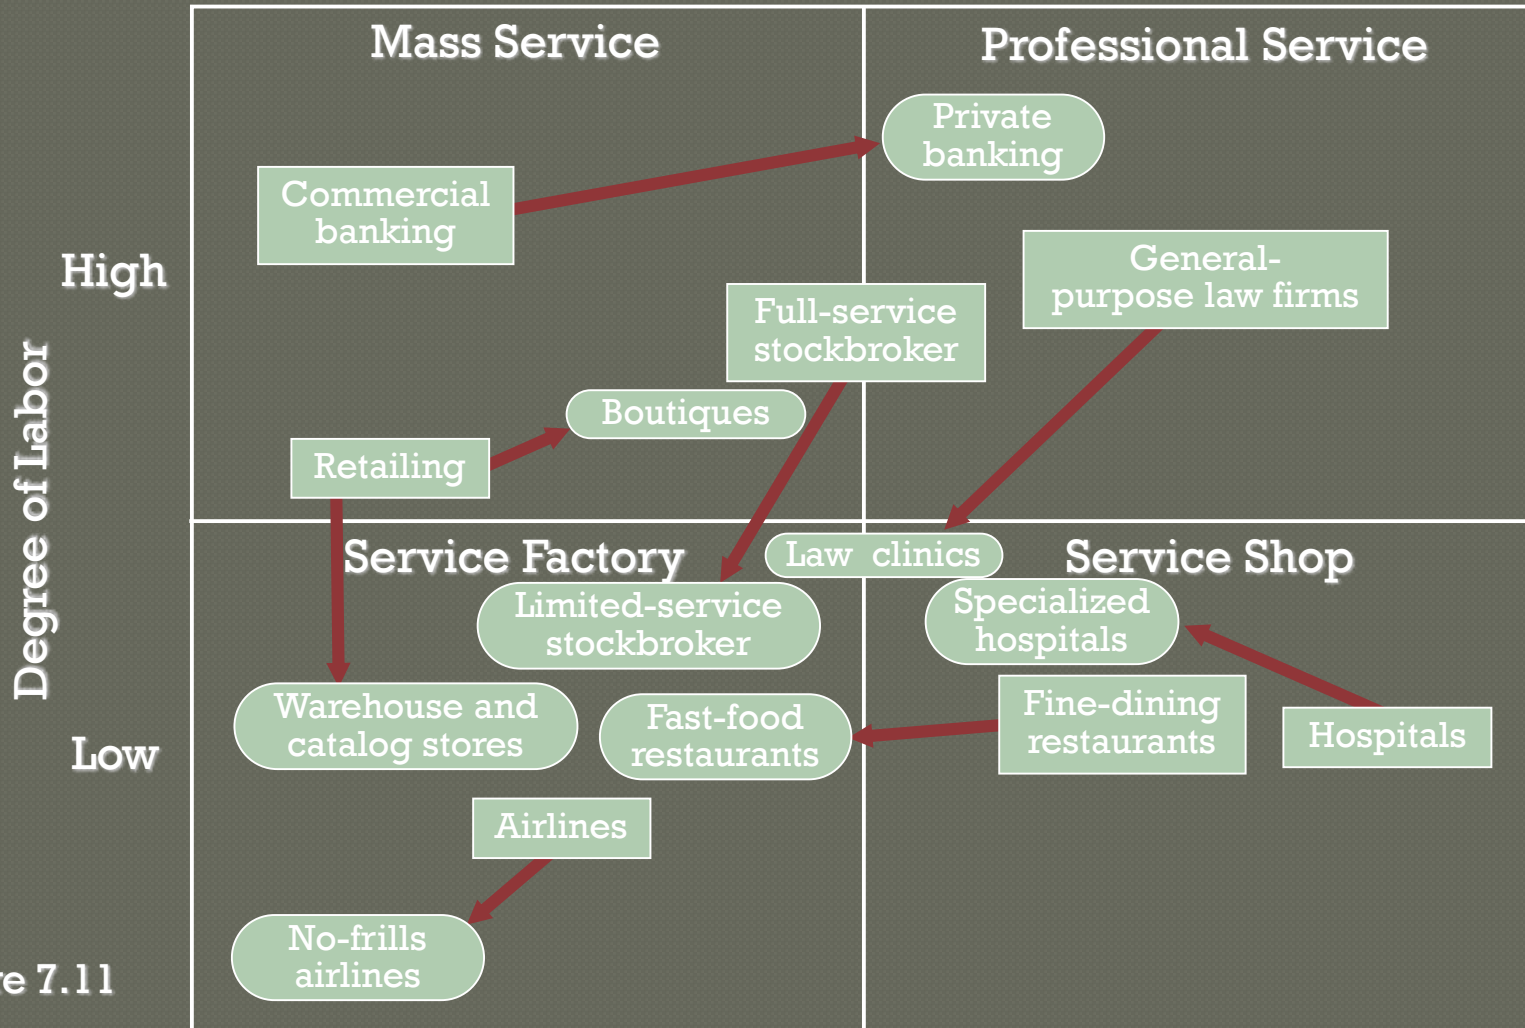 Mass Service
Professional Service
Private
banking
Commercial
banking
High
General-
purpose law firms
Full-service
stockbroker
Boutiques
Retailing
Degree of Labor
Service Factory
Law clinics
Service Shop
Limited-service
stockbroker
Specialized
hospitals
Warehouse and
catalog stores
Fast-food
restaurants
Fine-dining
restaurants
Hospitals
Low
Airlines
No-frills
airlines
7.11